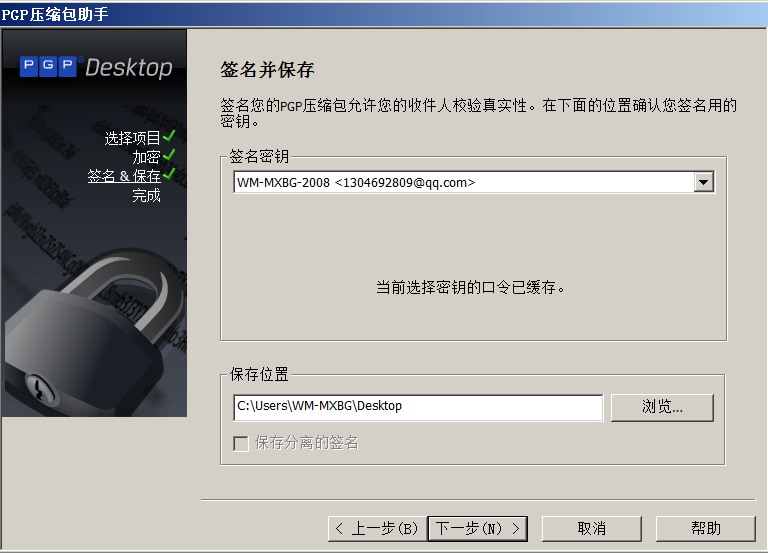 PGP压缩包助手
PGP® Desktop
选择项目
加密
签名 & 保存
完成
签名并保存
签名您的PGP压缩包允许您的收件人校验真实性。在下面的位置确认您签名用的
密钥。
签名密钥
WM-MXBG-2008 <1304692809@qq.com>
当前选择密钥的口令已缓存。
保存位置
C:\Users\WM-MXBG\Desktop
浏览...
保存分离的签名
< 上一步(B)
下一步(N) >
取消
帮助